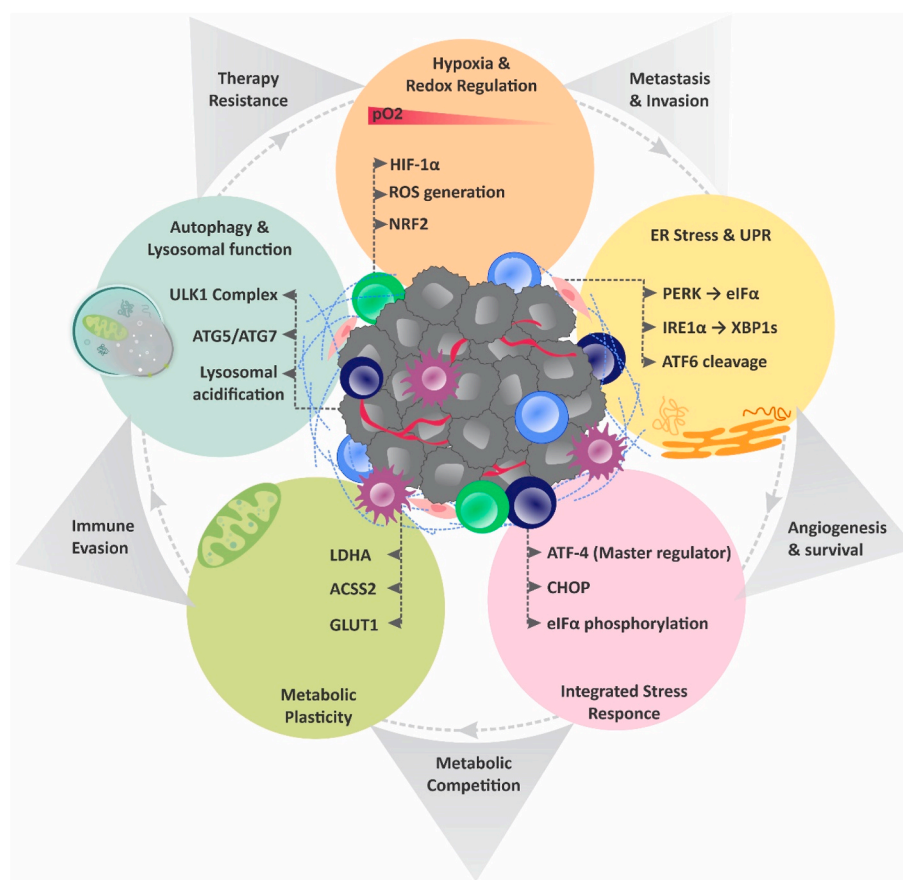 Hypoxia &
Redox Regulation
pO2
HIF-1α
ROS generation
NRF2
Therapy
Resistance
Metastasis
& Invasion
Autophagy &
Lysosomal function
ULK1 Complex
ATG5/ATG7
Lysosomal
acidification
ER Stress & UPR
PERK → eIFα
IRE1α → XBP1s
ATF6 cleavage
Immune
Evasion
Angiogenesis
& survival
LDHA
ACSS2
GLUT1
Metabolic
Plasticity
ATF-4 (Master regulator)
CHOP
eIFα phosphorylation
Integrated Stress
Responce
Metabolic
Competition